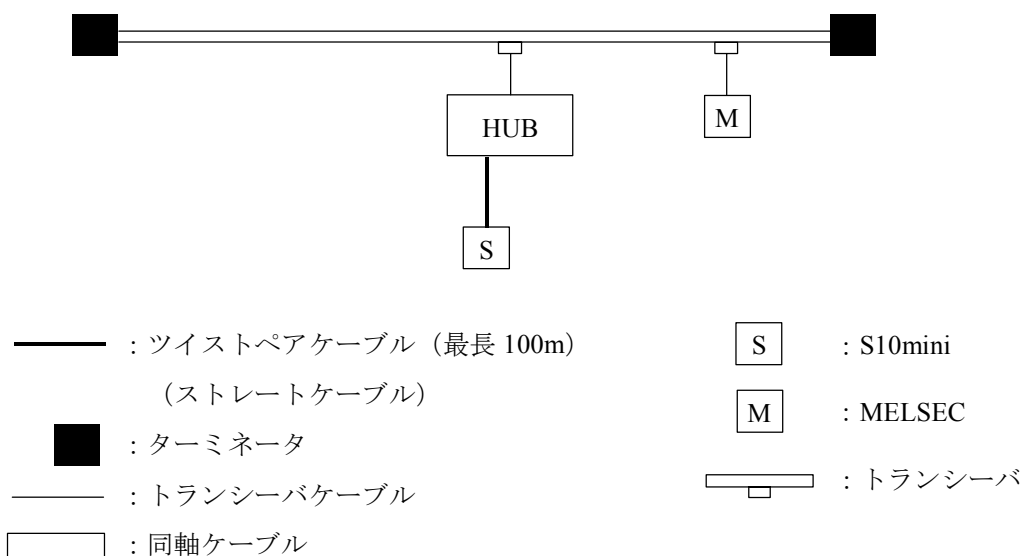 HUB
M
S
：ツイストペアケーブル（最長 100m）
（ストレートケーブル）
：ターミネータ
：トランシーバケーブル
：同軸ケーブル
S ：S10mini
M ：MELSEC
：トランシーバ